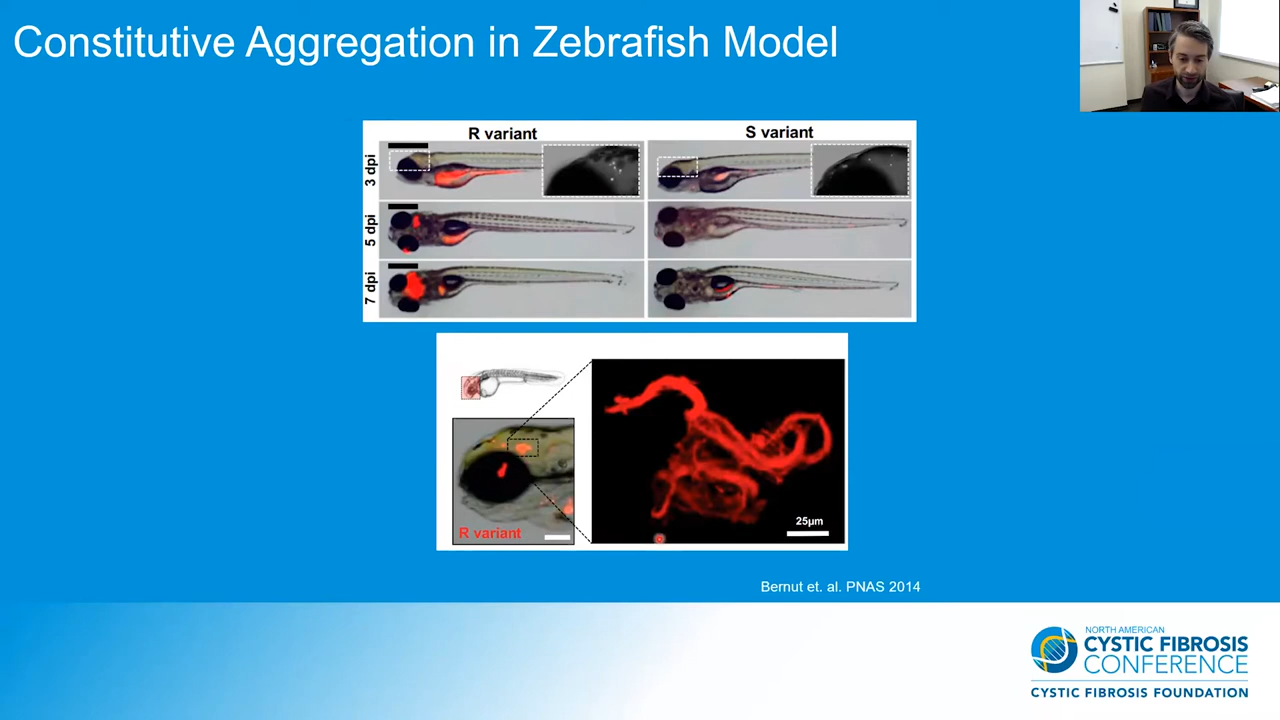 Constitutive Aggregation in Zebrafish Model
R variant
S variant
3 dpi
5 dpi
7 dpi
R variant
25µm
Bernut et. al. PNAS 2014
NORTH AMERICAN
CYSTIC FIBROSIS
CONFERENCE
CYSTIC FIBROSIS FOUNDATION